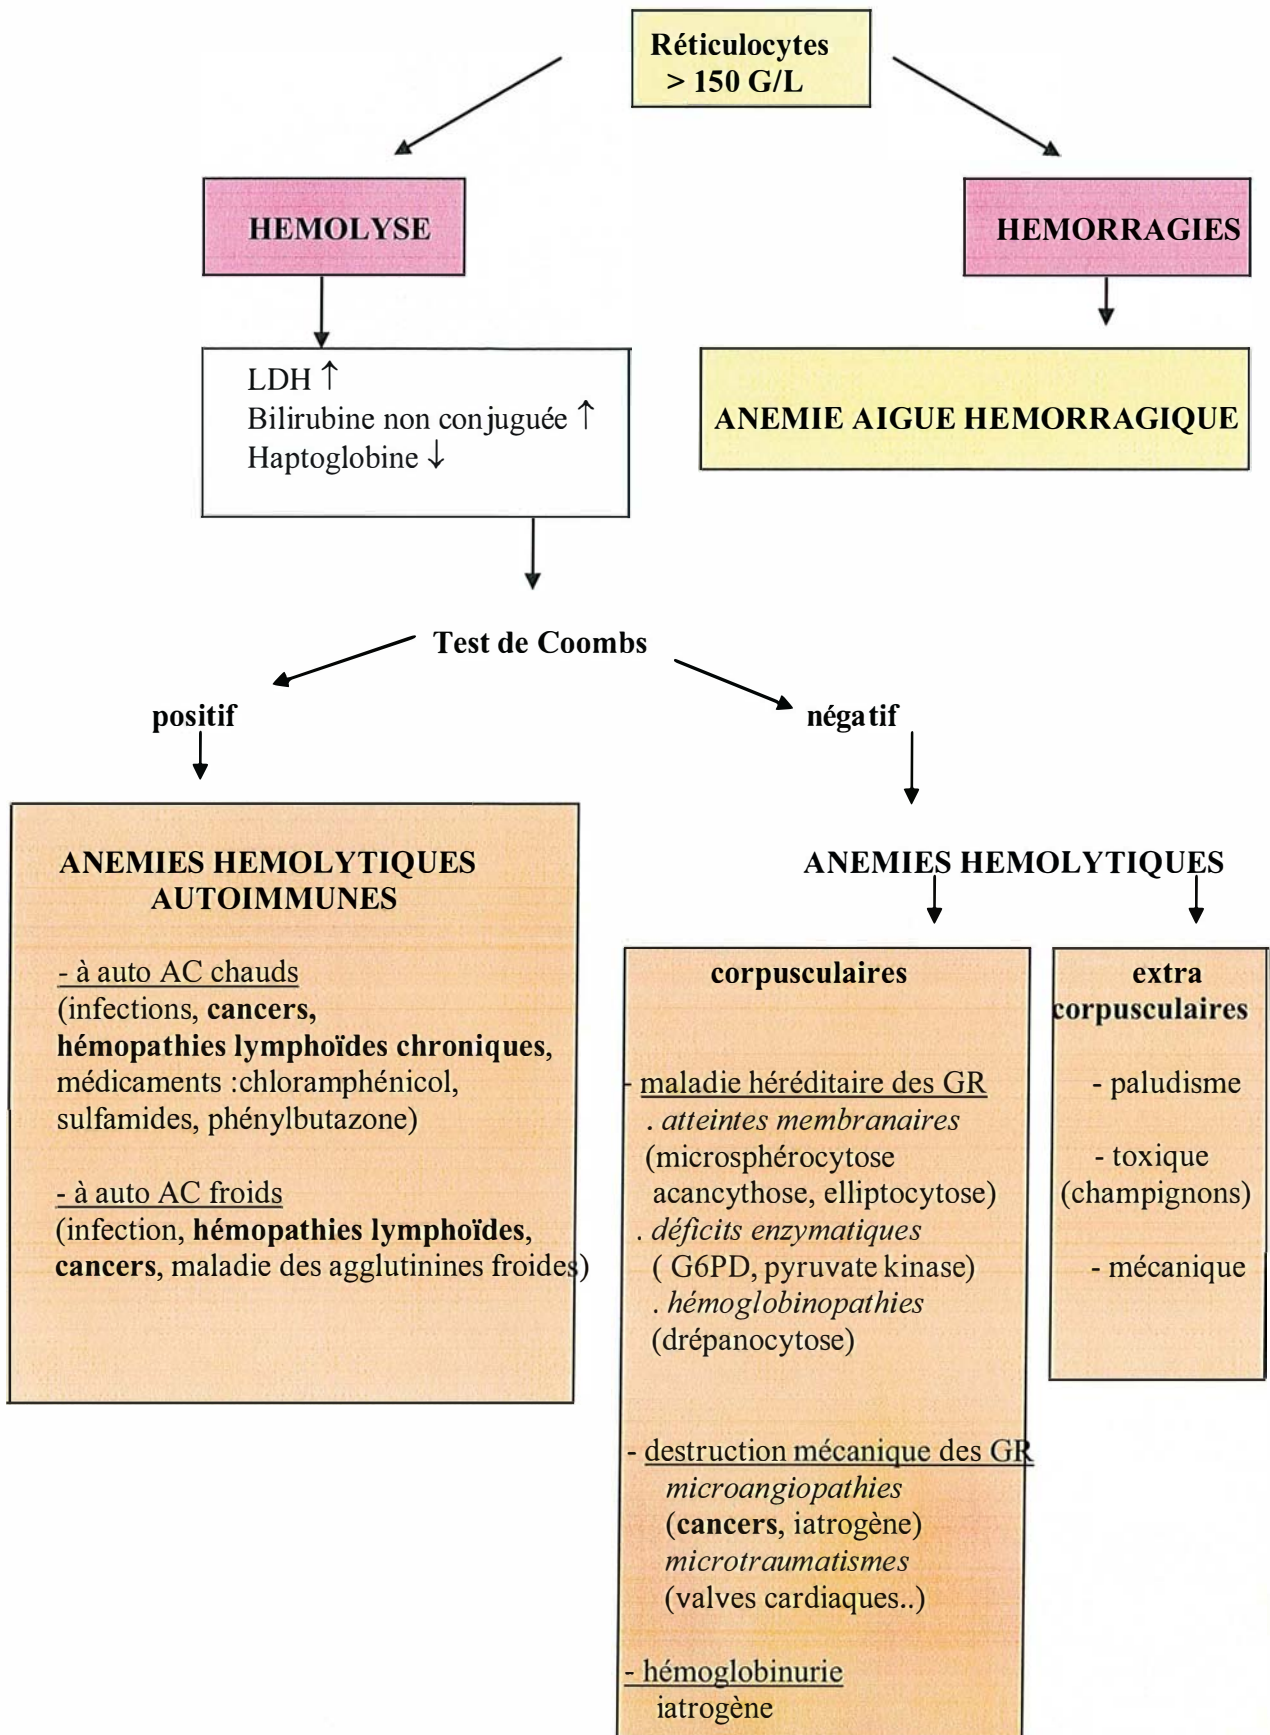 Réticulocytes
> 150 G/L
HEMOLYSE
HEMORRAGIES
LDH ↑
Bilirubine non conjuguée ↑
Haptoglobine ↓
ANEMIE AIGUE HEMORRAGIQUE
Test de Coombs
positif
négatif
ANEMIES HEMOLYTIQUES
AUTOIMMUNES
- à auto AC chauds
(infections, cancers,
hémopathies lymphoïdes chroniques,
médicaments :chloramphénicol,
sulfamides, phénylbutazone)
- à auto AC froids
(infection, hémopathies lymphoïdes,
cancers, maladie des agglutinines froides)
ANEMIES HEMOLYTIQUES
corpusculaires
- maladie héréditaire des GR
. atteintes membranaires
(microsphérocytose
acancythose, elliptocytose)
. déficits enzymatiques
( G6PD, pyruvate kinase)
. hémoglobinopathies
(drépanocytose)
- destruction mécanique des GR
microangiopathies
(cancers, iatrogène)
microtraumatismes
(valves cardiaques..)
- hémoglobinurie
iatrogène
extra
corpusculaires
- paludisme
- toxique
(champignons)
- mécanique